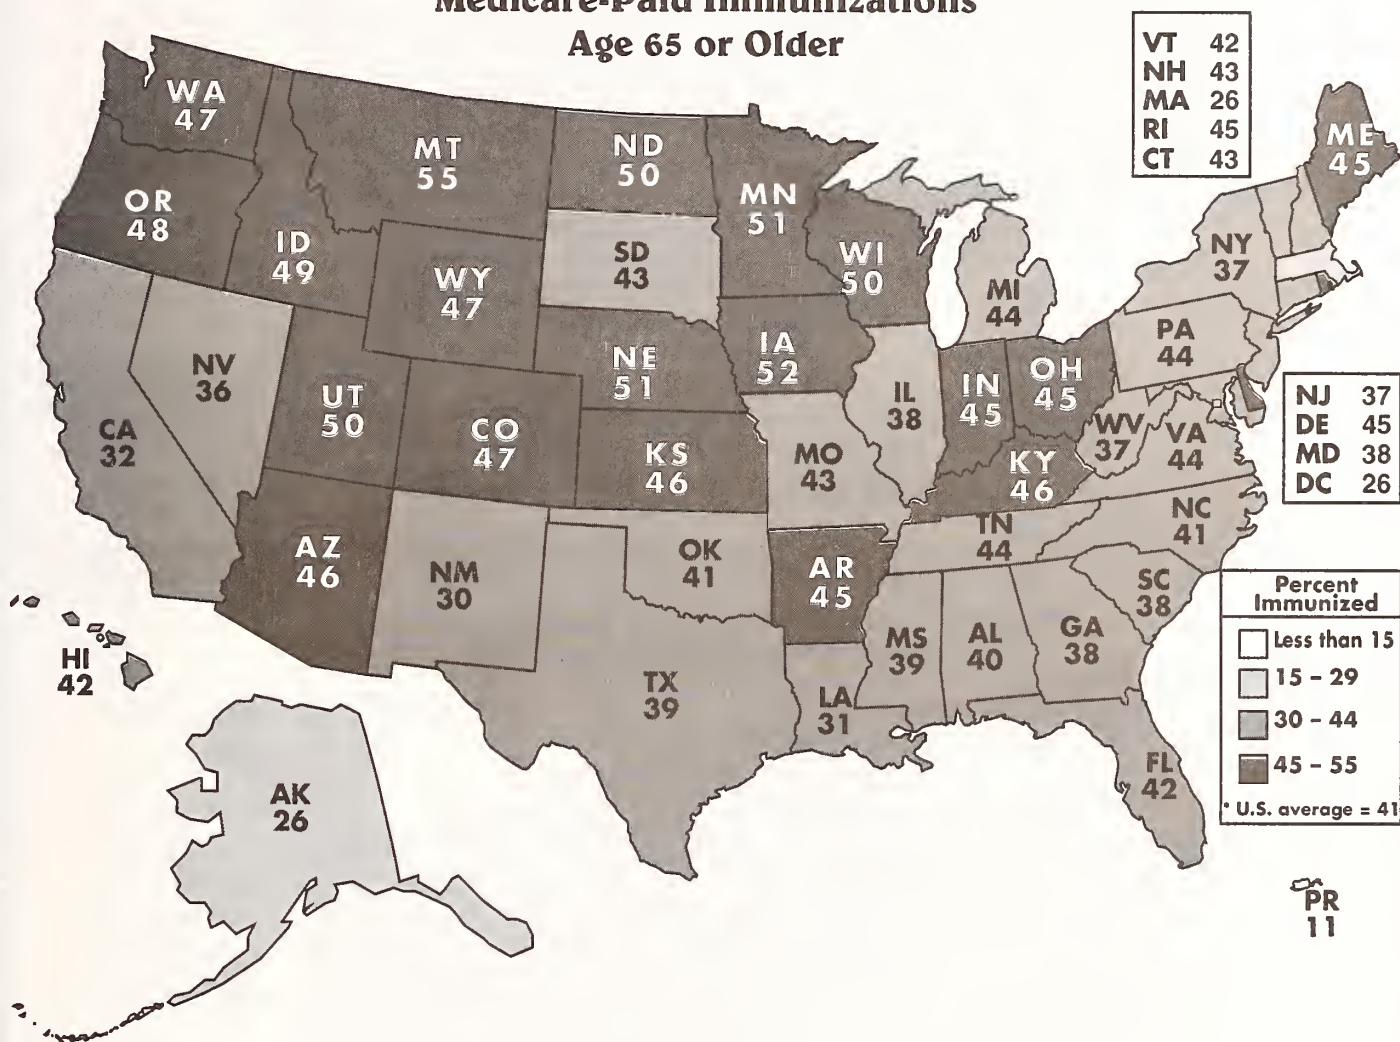 Medicare-Paid Immunizations
Age 65 or Older
VT 42
NH 43
MA 26
RI 45
CT 43
WA
47
MT
55
ND
50
MN
51
ME
45
OR
48
ID
49
WY
47
SD
43
WI
50
MI
44
NY
37
NV
36
UT
50
CO
47
NE
51
IA
52
IL
38
IN
45
OH
45
PA
44
NJ 37
DE 45
MD 38
DC 26
CA
32
KS
46
MO
43
KY
46
WV
37
VA
44
AZ
46
NM
30
OK
41
AR
45
TN
44
NC
41
SC
38
MS
39
AL
40
GA
38
TX
39
LA
31
FL
42
HI
42
AK
26
PR
11
Percent
Immunized
Less than 15
15 - 29
30 - 44
45 - 55
* U.S. average = 41